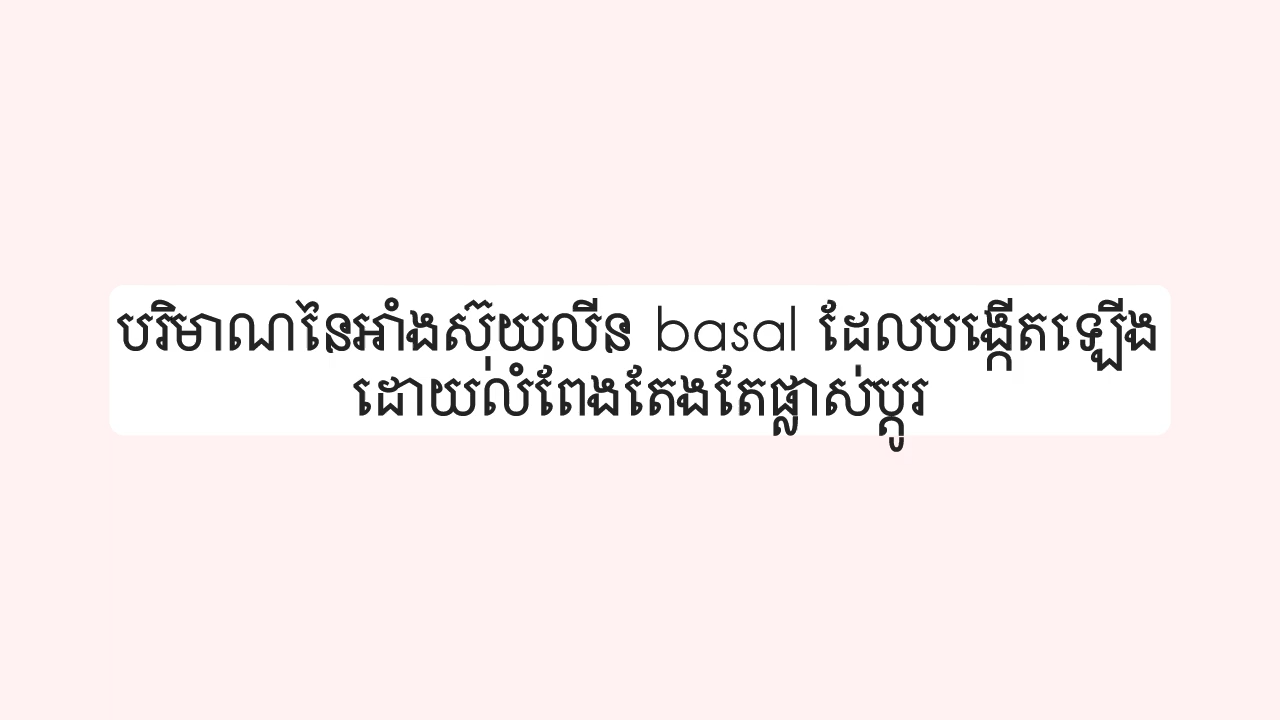 បរិមាណនៃអាំងស៊ុយលីន basal ដែលបង្កើតឡើង
ដោយលំពែងតែងតែផ្លាស់ប្តូរ